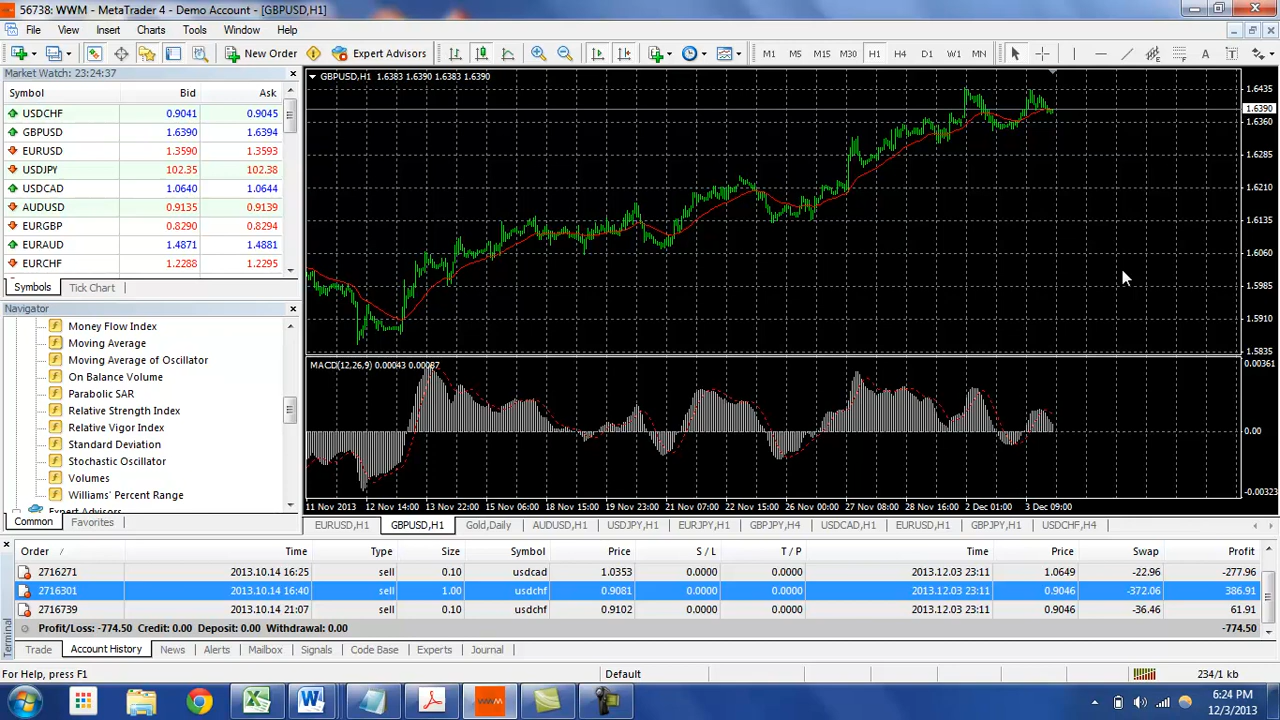 56738: WWM - MetaTrader 4 - Demo Account - [GBPUSD,H1]
File View Insert Charts Tools Window Help
New Order Expert Advisors M1 M5 M15 M30 H1 H4 D1 W1 MN A T
Market Watch: 23:24:37
Symbol Bid Ask
USDCHF 0.9041 0.9045
GBPUSD 1.6390 1.6394
EURUSD 1.3590 1.3593
USDJPY 102.35 102.38
USDCAD 1.0640 1.0644
AUDUSD 0.9135 0.9139
EURGBP 0.8290 0.8294
EURAUD 1.4871 1.4881
EURCHF 1.2288 1.2295
Symbols Tick Chart
Navigator
Money Flow Index
Moving Average
Moving Average of Oscillator
On Balance Volume
Parabolic SAR
Relative Strength Index
Relative Vigor Index
Standard Deviation
Stochastic Oscillator
Volumes
Williams' Percent Range
Expert Advisors
Common Favorites
GBPUSD,H1 1.6383 1.6390 1.6383 1.6390
1.6435
1.6390
1.6360
1.6285
1.6210
1.6135
1.6060
1.5985
1.5910
1.5835
MACD(12,26,9) 0.00043 0.00087
0.00361
0.00
-0.00323
11 Nov 2013 12 Nov 14:00 13 Nov 22:00 15 Nov 06:00 18 Nov 15:00 19 Nov 23:00 21 Nov 07:00 22 Nov 15:00 26 Nov 00:00 27 Nov 08:00 28 Nov 16:00 2 Dec 01:00 3 Dec 09:00
EURUSD,H1 GBPUSD,H1 Gold,Daily AUDUSD,H1 USDJPY,H1 EURJPY,H1 GBPJPY,H4 USDCAD,H1 EURUSD,H1 GBPJPY,H1 USDCHF,H4
Order / Time Type Size Symbol Price S / L T / P Time Price Swap Profit
2716271 2013.10.14 16:25 sell 0.10 usdcad 1.0353 0.0000 0.0000 2013.12.03 23:11 1.0649 -22.96 -277.96
2716301 2013.10.14 16:40 sell 1.00 usdchf 0.9081 0.0000 0.0000 2013.12.03 23:11 0.9046 -372.06 386.91
2716739 2013.10.14 21:07 sell 0.10 usdchf 0.9102 0.0000 0.0000 2013.12.03 23:11 0.9046 -36.46 61.91
Profit/Loss: -774.50 Credit: 0.00 Deposit: 0.00 Withdrawal: 0.00 -774.50
Terminal
Trade Account History News Alerts Mailbox Signals Code Base Experts Journal
For Help, press F1 Default 234/1 kb
WWM
6:24 PM
12/3/2013